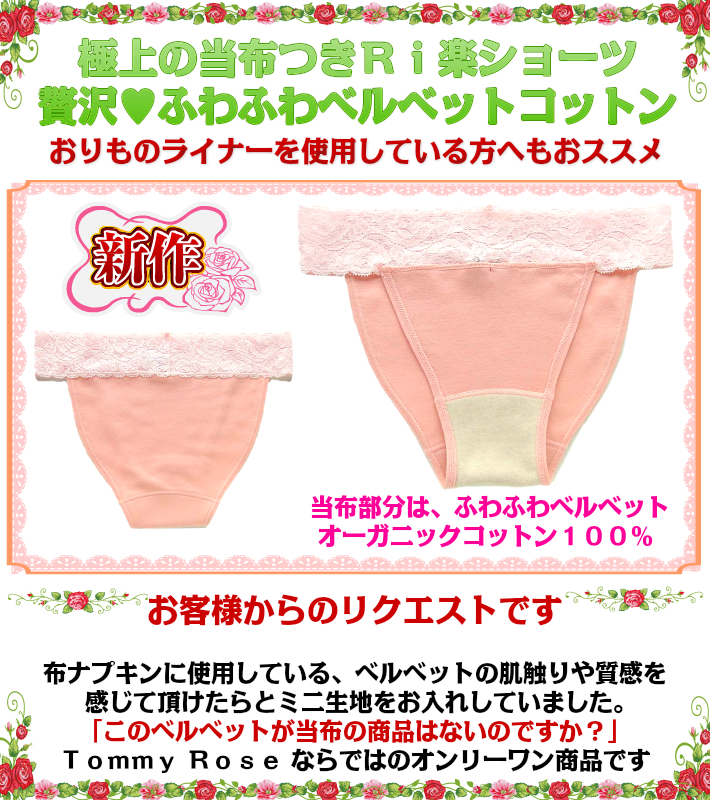 極上の当布つきＲｉ楽ショーツ
贅沢♥ふわふわベルベットコットン
おりものライナーを使用している方へもおススメ
新作
当布部分は、ふわふわベルベット
オーガニックコットン１００％
お客様からのリクエストです
布ナプキンに使用している、ベルベットの肌触りや質感を
感じて頂けたらとミニ生地をお入れしていました。
「このベルベットが当布の商品はないのですか？」
Ｔｏｍｍｙ Ｒｏｓｅ ならではのオンリーワン商品です